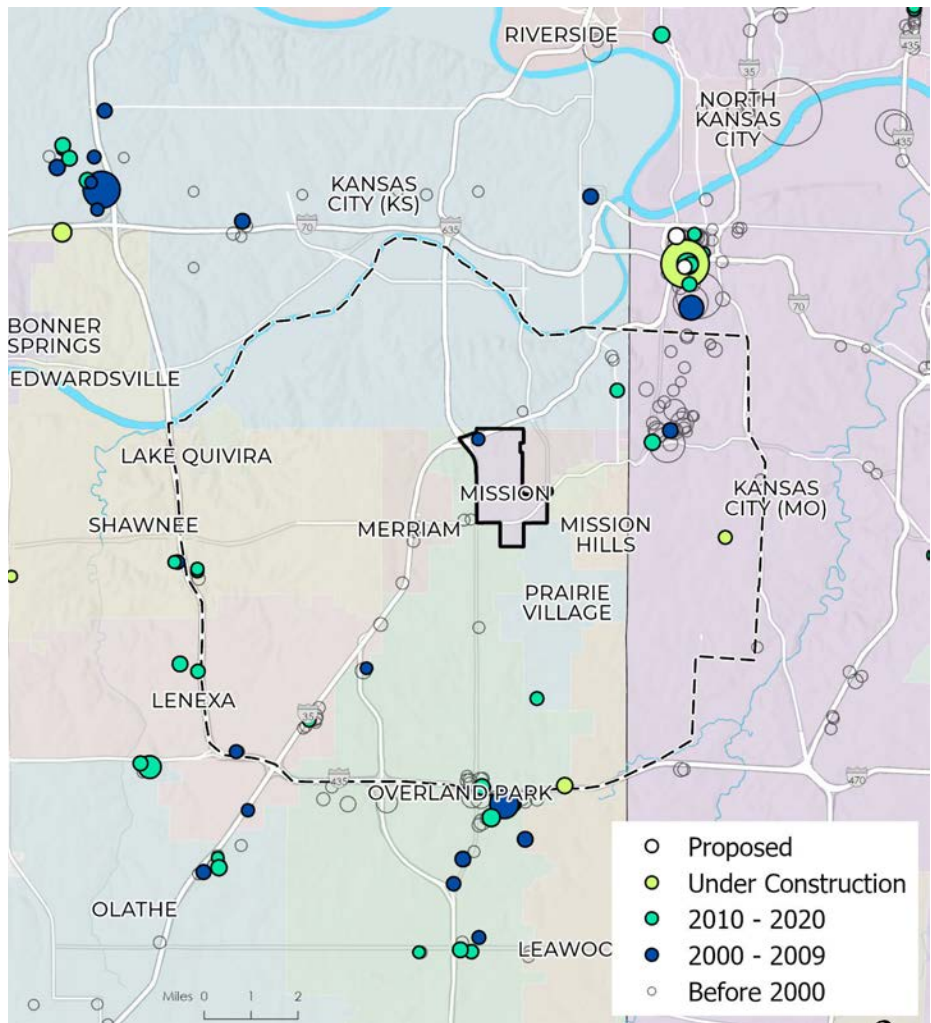 RIVERSIDE
435
35
NORTH
KANSAS
CITY
435
KANSAS
CITY (KS)
70
635
70
BONNER
SPRINGS
EDWARDSVILLE
LAKE QUIVIRA
MISSION
KANSAS
CITY (MO)
SHAWNEE
MERRIAM
MISSION
HILLS
PRAIRIE
VILLAGE
LENEXA
35
435
470
OVERLAND PARK
OLATHE
LEAWOO
Miles 0 1 2
Proposed
Under Construction
2010 - 2020
2000 - 2009
Before 2000